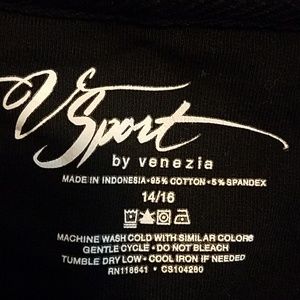 V Sport
by venezia
MADE IN INDONESIA•95% COTTON•5% SPANDEX
14/16
MACHINE WASH COLD WITH SIMILAR COLORS
GENTLE CYCLE • DO NOT BLEACH
TUMBLE DRY LOW • COOL IRON IF NEEDED
RN118641 • CS104260